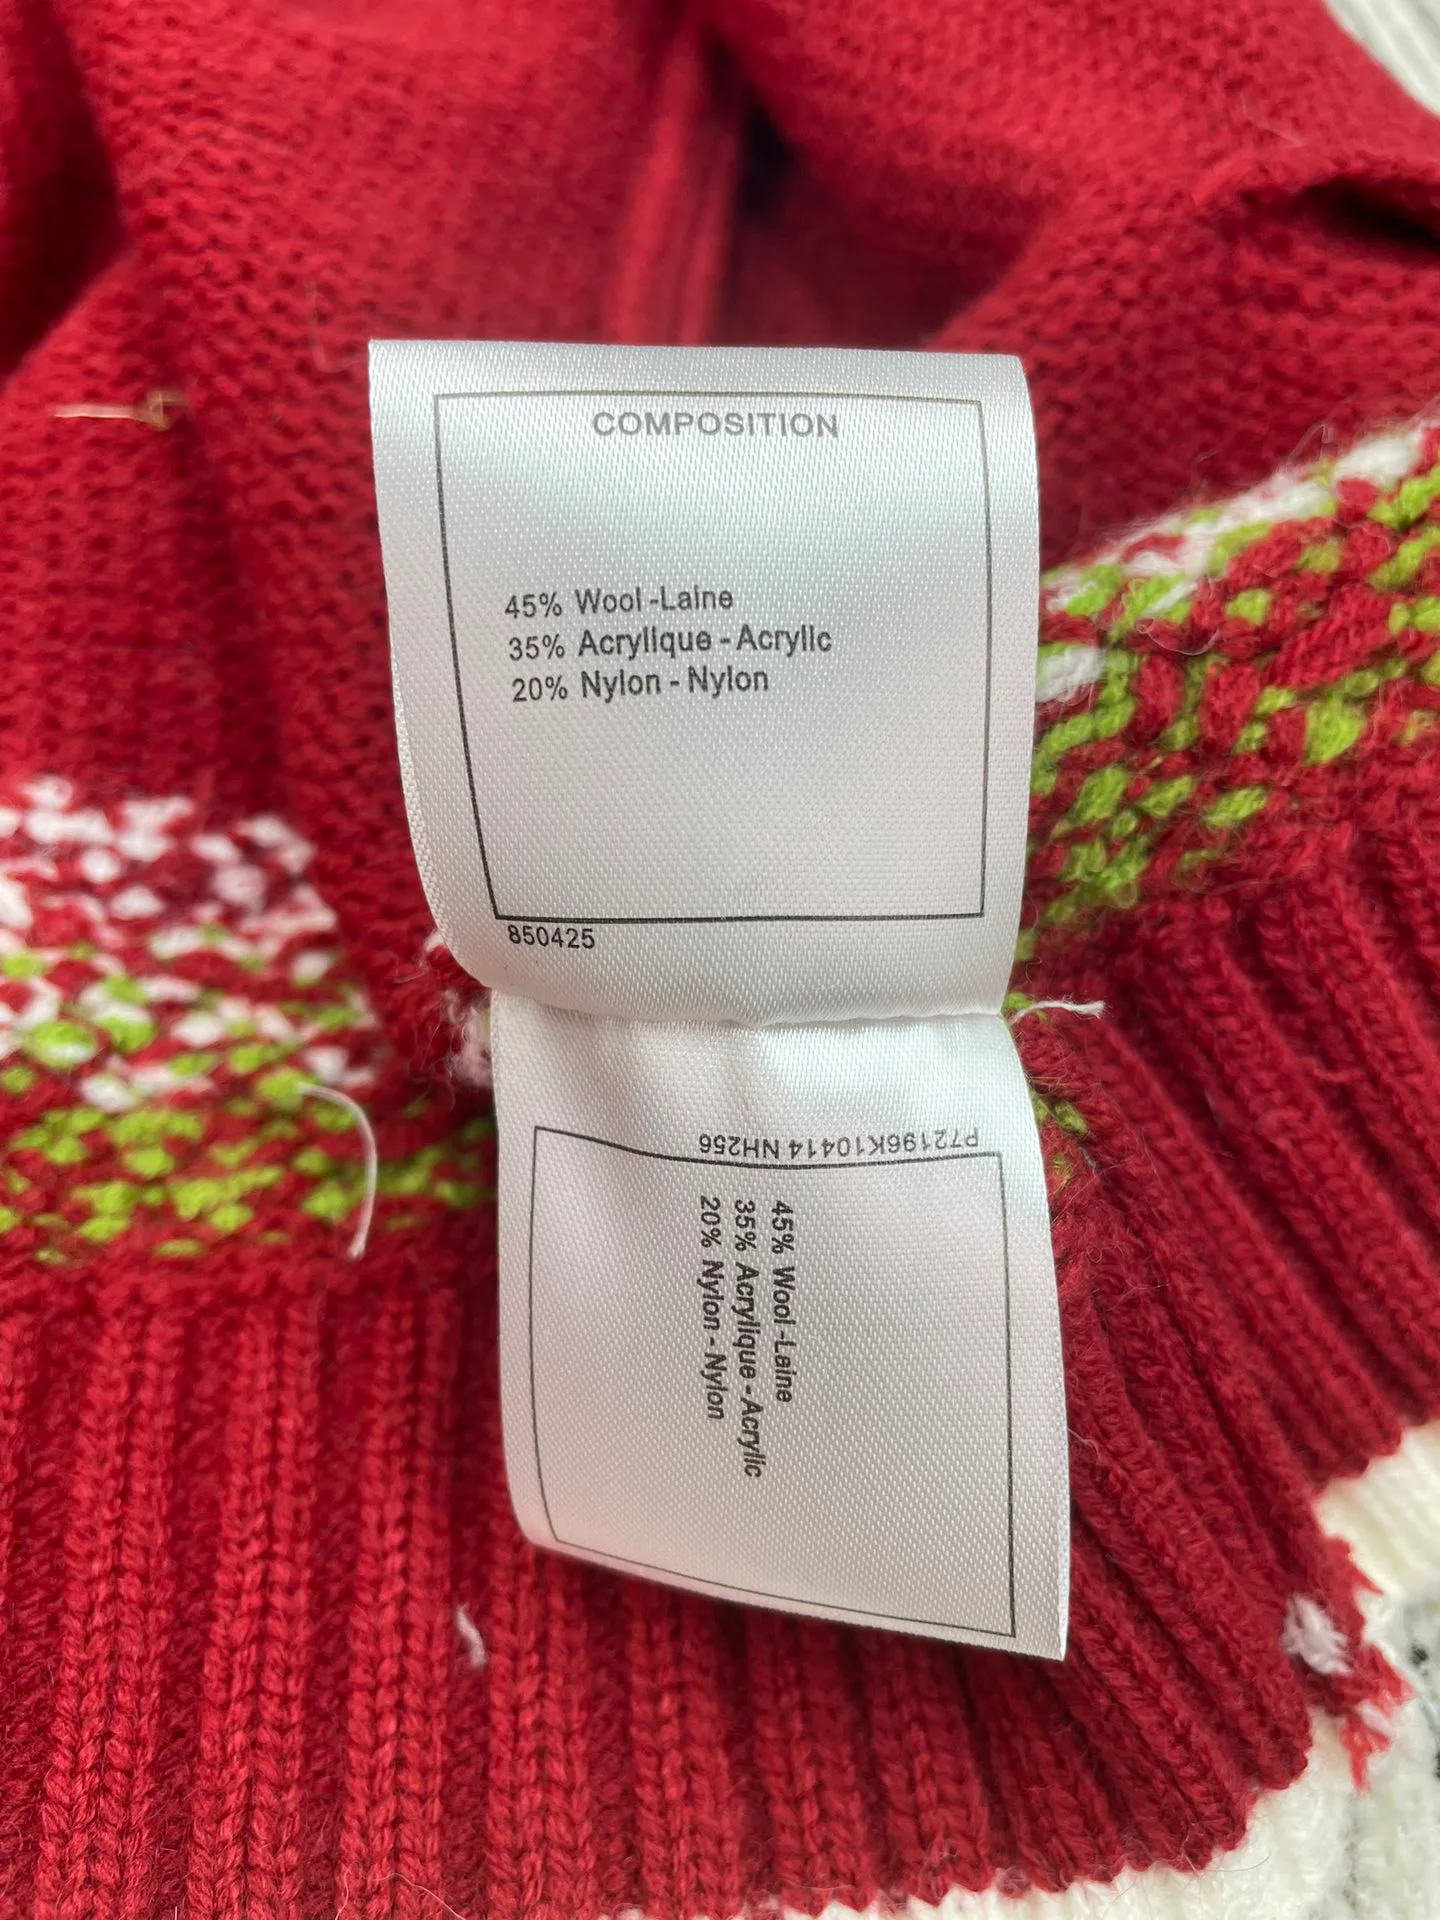 COMPOSITION
45% Wool -Laine
35% Acrylique - Acrylic
20% Nylon - Nylon
850425
P72196K10414 NH256
45% Wool -Laine
35% Acrylique -Acrylic
20% Nylon - Nylon